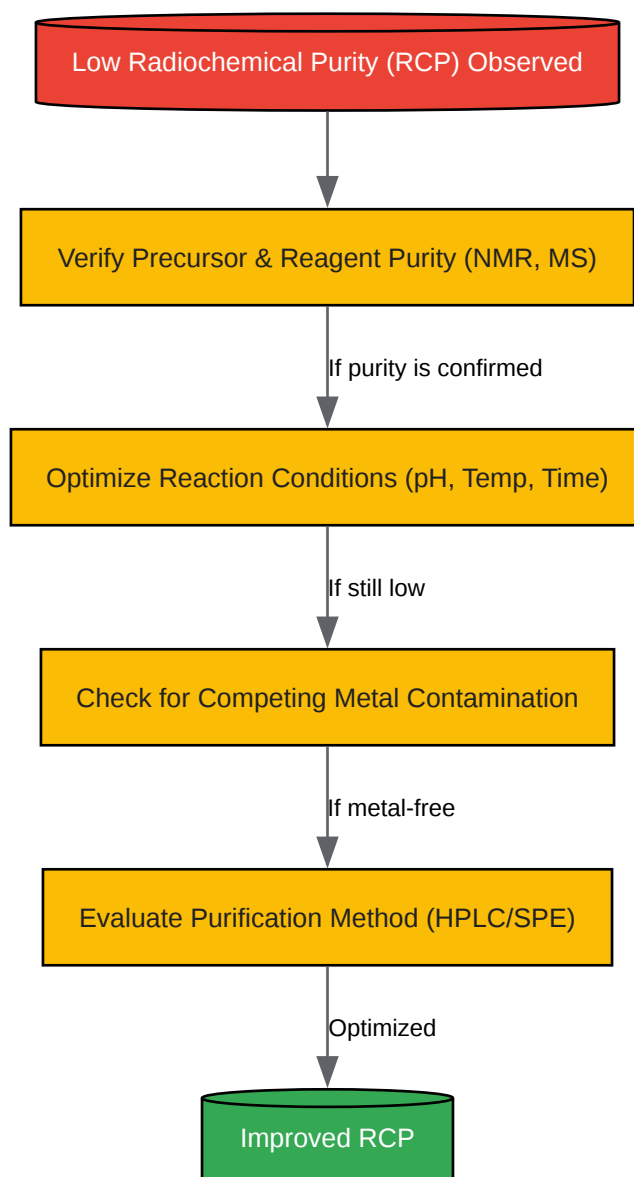 Low Radiochemical Purity (RCP) Observed
Verify Precursor & Reagent Purity (NMR, MS)
If purity is confirmed
Optimize Reaction Conditions (pH, Temp, Time)
If still low
Check for Competing Metal Contamination
If metal-free
Evaluate Purification Method (HPLC/SPE)
Optimized
Improved RCP